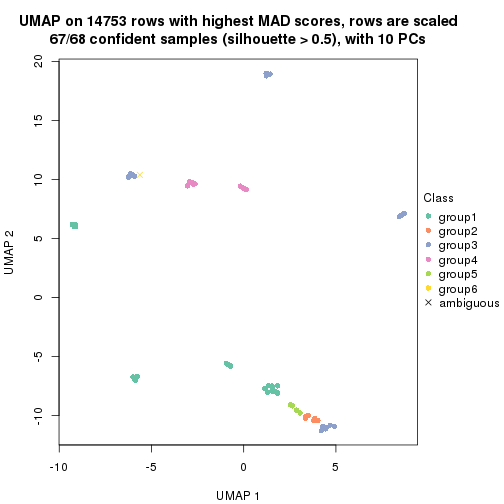 UMAP on 14753 rows with highest MAD scores, rows are scaled
67/68 confident samples (silhouette > 0.5), with 10 PCs
20
15
10
5
0
-5
-10
UMAP 2
-10
-5
0
5
UMAP 1
Class
group1
group2
group3
group4
group5
group6
ambiguous